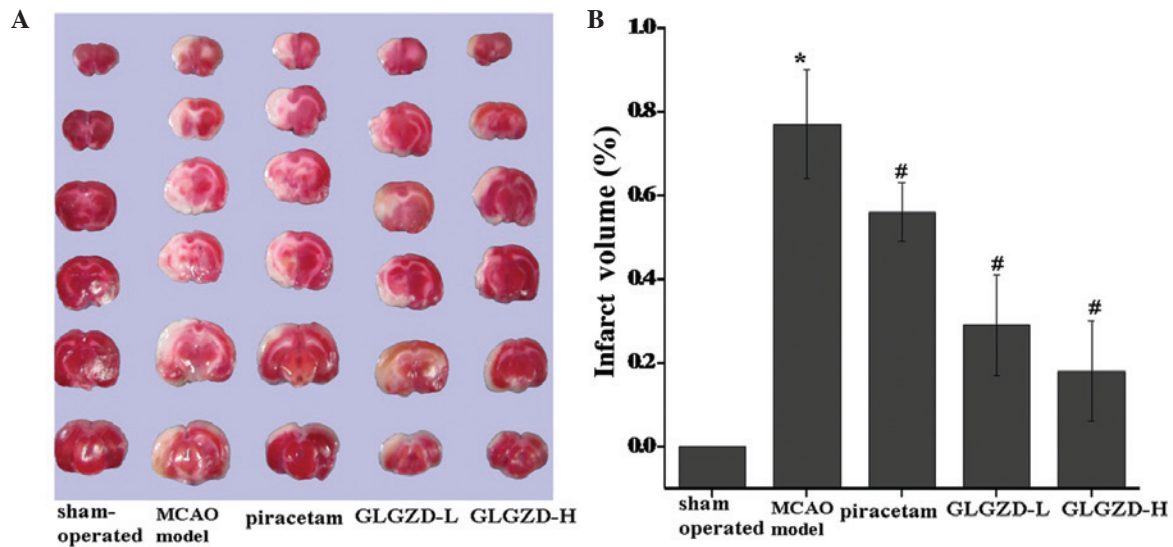 A
sham-
operated
MCAO
model
piracetam
GLGZD-L
GLGZD-H
B
Infarct volume (%)
1.0
0.8
0.6
0.4
0.2
0.0
*
#
#
#
sham
operated
MCAO
model
piracetam
GLGZD-L
GLGZD-H